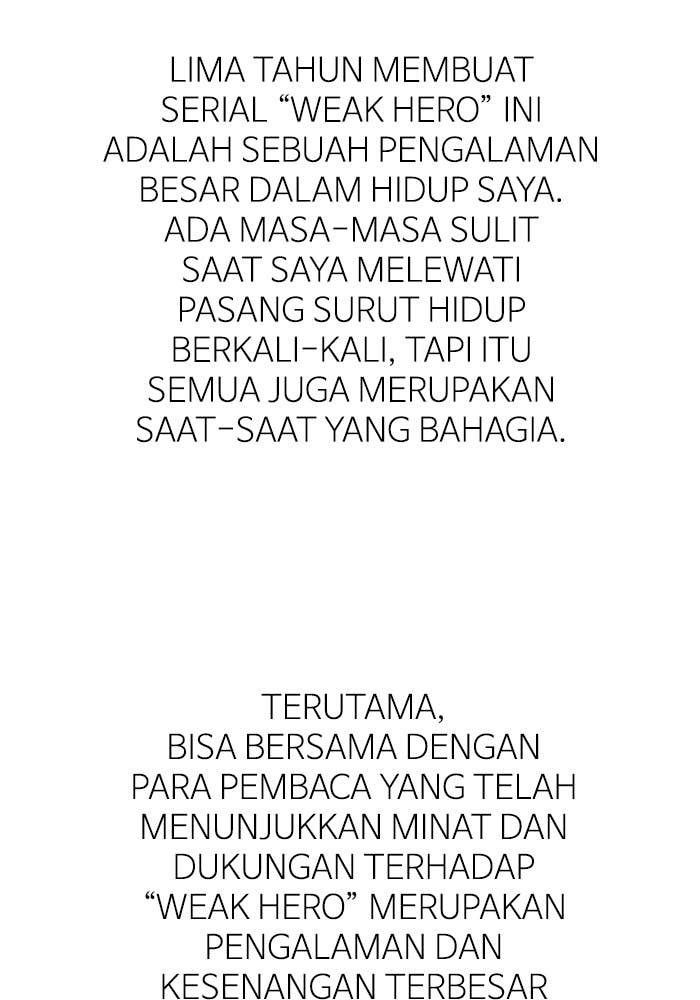 LIMA TAHUN MEMBUAT
SERIAL “WEAK HERO” INI
ADALAH SEBUAH PENGALAMAN
BESAR DALAM HIDUP SAYA.
ADA MASA-MASA SULIT
SAAT SAYA MELEWATI
PASANG SURUT HIDUP
BERKALI-KALI, TAPI ITU
SEMUA JUGA MERUPAKAN
SAAT-SAAT YANG BAHAGIA.
TERUTAMA,
BISA BERSAMA DENGAN
PARA PEMBACA YANG TELAH
MENUNJUKKAN MINAT DAN
DUKUNGAN TERHADAP
“WEAK HERO” MERUPAKAN
PENGALAMAN DAN
KESENANGAN TERBESAR